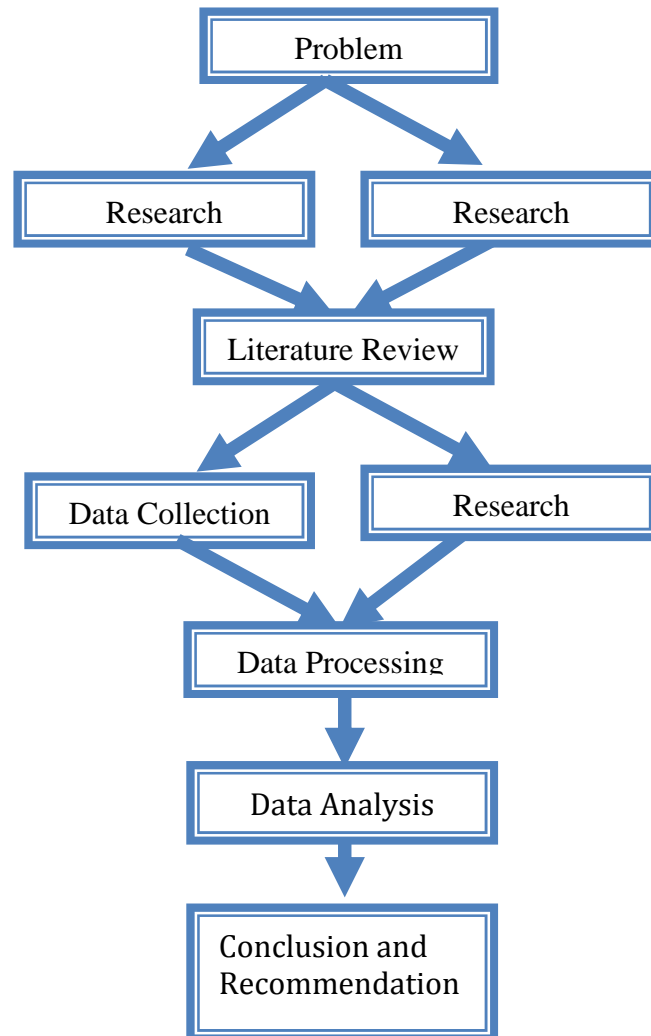 Problem
Research
Research
Literature Review
Data Collection
Research
Data Processing
Data Analysis
Conclusion and
Recommendation